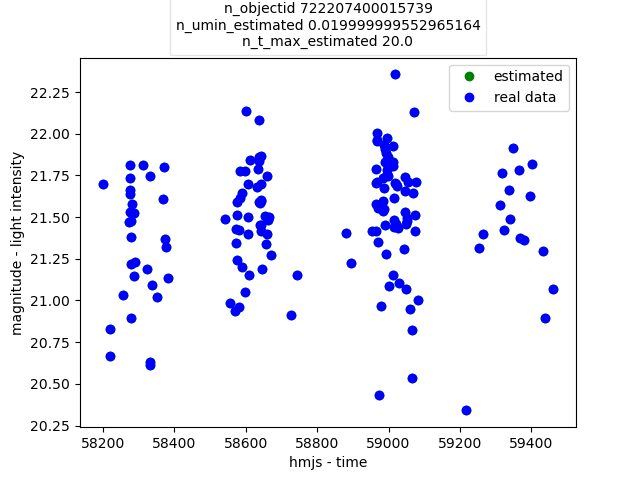 n_objectid 722207400015739
n_umin_estimated 0.019999999552965164
n_t_max_estimated 20.0
estimated
real data
22.25
22.00
21.75
21.50
21.25
21.00
20.75
20.50
20.25
magnitude - light intensity
58200 58400 58600 58800 59000 59200 59400
hmjs - time